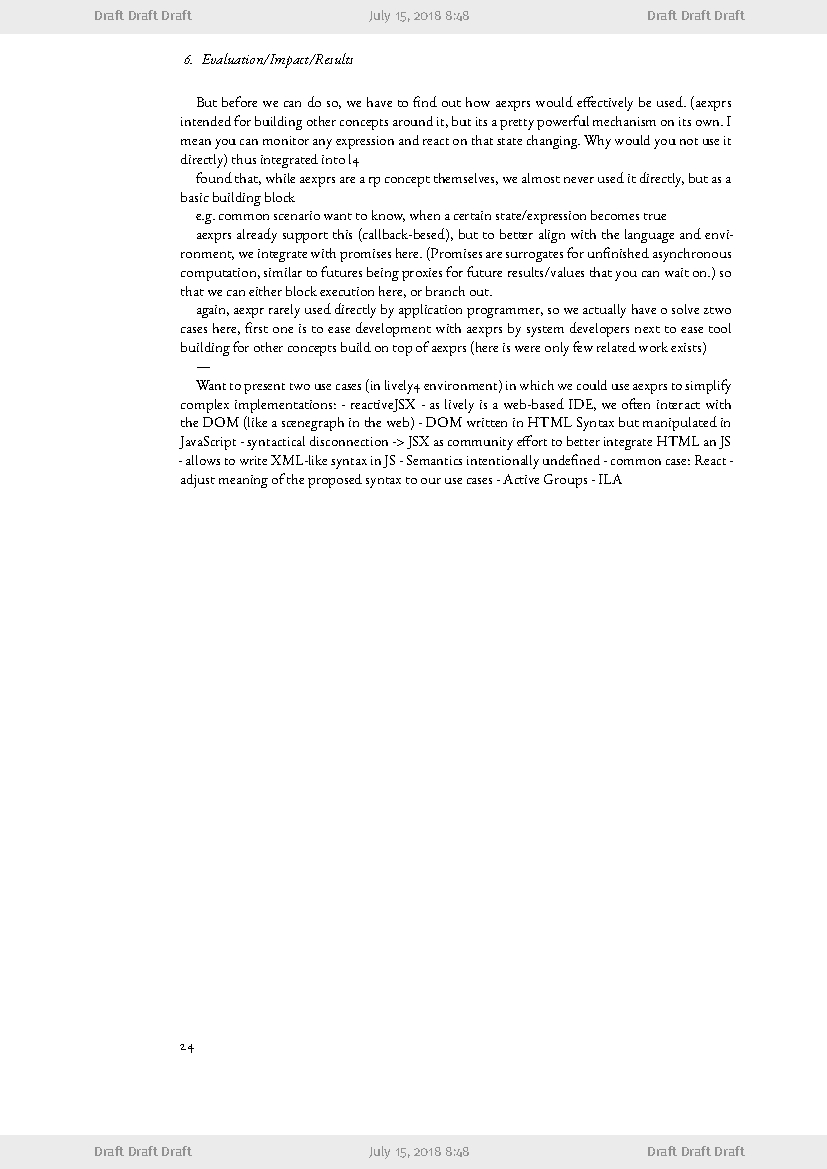 Draft Draft Draft July 15, 2018 8:48 Draft Draft Draft
6. Evaluation/Impact/Results
But before we can do so, we have to find out how aexprs would effectively be used. (aexprs
intended for building other concepts around it, but its a pretty powerful mechanism on its own. I
mean you can monitor any expression and react on that state changing. Why would you not use it
directly) thus integrated into l4
found that, while aexprs are a rp concept themselves, we almost never used it directly, but as a
basic building block
e.g. common scenario want to know, when a certain state/expression becomes true
aexprs already support this (callback-besed), but to better align with the language and envi-
ronment, we integrate with promises here. (Promises are surrogates for unfinished asynchronous
computation, similar to futures being proxies for future results/values that you can wait on.) so
that we can either block execution here, or branch out.
again, aexpr rarely used directly by application programmer, so we actually have o solve ztwo
cases here, first one is to ease development with aexprs by system developers next to ease tool
building for other concepts build on top of aexprs (here is were only few related work exists)
—
Want to present two use cases (in lively4 environment) in which we could use aexprs to simplify
complex implementations: - reactiveJSX - as lively is a web-based IDE, we often interact with
the DOM (like a scenegraph in the web) - DOM written in HTML Syntax but manipulated in
JavaScript - syntactical disconnection -> JSX as community effort to better integrate HTML an JS
- allows to write XML-like syntax in JS - Semantics intentionally undefined - common case: React -
adjust meaning of the proposed syntax to our use cases - Active Groups - ILA
24
Draft Draft Draft July 15, 2018 8:48 Draft Draft Draft